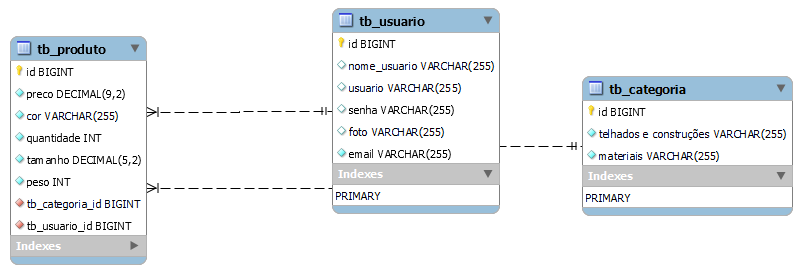 tb_produto
id BIGINT
preco DECIMAL(9,2)
cor VARCHAR(255)
quantidade INT
tamanho DECIMAL(5,2)
peso INT
tb_categoria_id BIGINT
tb_usuario_id BIGINT
Indexes
tb_usuario
id BIGINT
nome_usuario VARCHAR(255)
usuario VARCHAR(255)
senha VARCHAR(255)
foto VARCHAR(255)
email VARCHAR(255)
Indexes
PRIMARY
tb_categoria
id BIGINT
telhados e construções VARCHAR(255)
materiais VARCHAR(255)
Indexes
PRIMARY